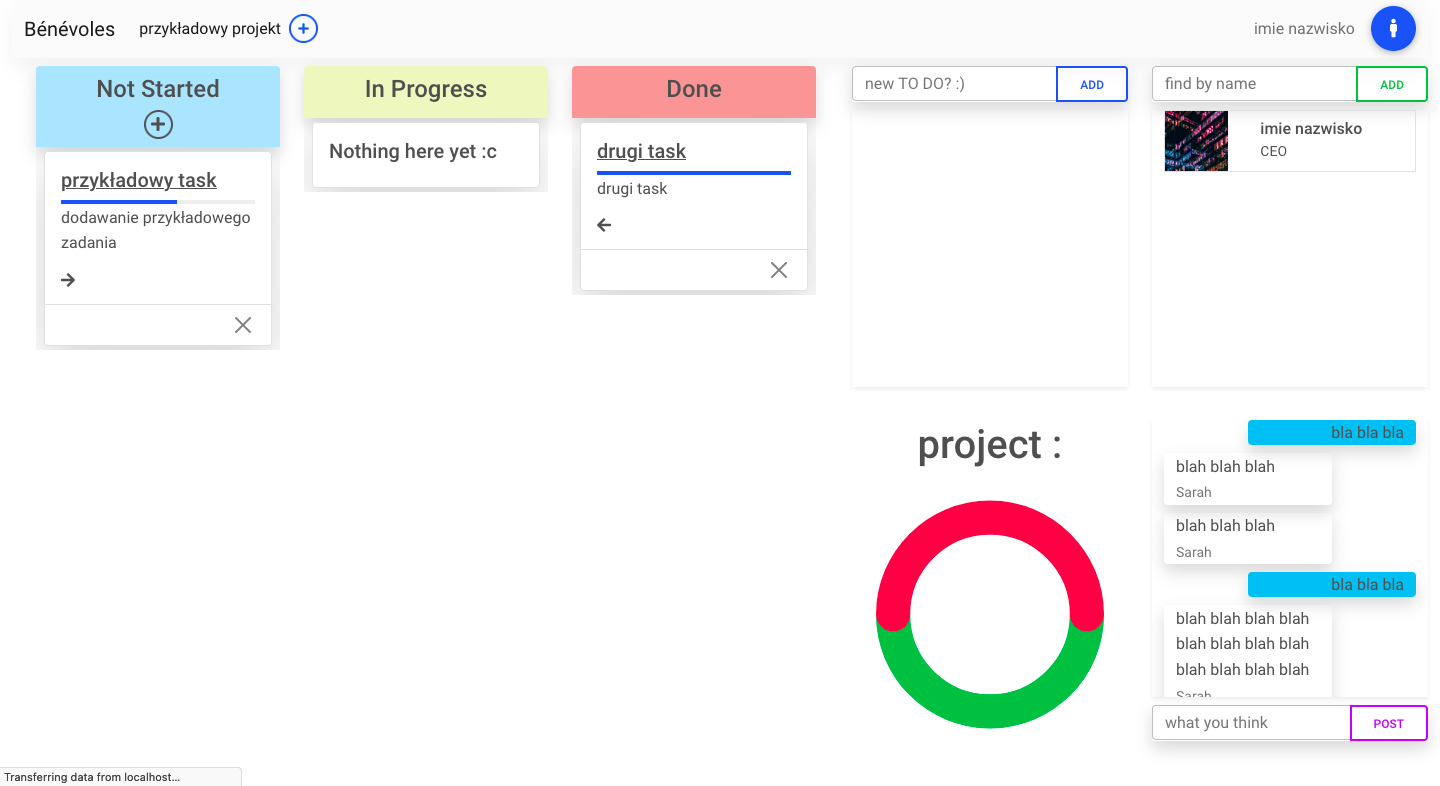 Bénévoles
przykładowy projekt
imie nazwisko
Not Started
przykładowy task
dodawanie przykładowego
zadania
In Progress
Nothing here yet :c
Done
drugi task
drugi task
new TO DO? :)
ADD
find by name
ADD
imie nazwisko
CEO
project :
bla bla bla
blah blah blah
Sarah
blah blah blah
Sarah
bla bla bla
blah blah blah blah
blah blah blah blah
blah blah blah blah
Sarah
what you think
POST
Transferring data from localhost...